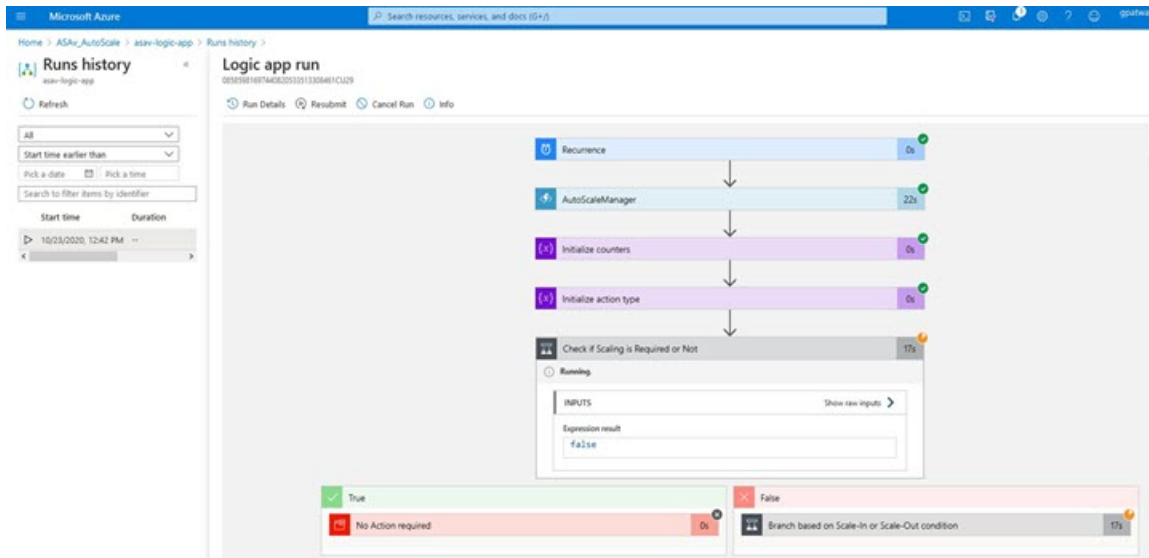 Microsoft Azure
Search resources, services, and docs (G+/)
gpatwa
Home > ASAv_AutoScale > asav-logic-app > Runs history >
Runs history
asav-logic-app
Refresh
All
Start time earlier than
Pick a date
Pick a time
Search to filter items by identifier
Start time
Duration
10/23/2020, 12:42 PM --
Logic app run
Run Details
Resubmit
Cancel Run
Info
Recurrence
0s
AutoScaleManager
22s
Initialize counters
0s
Initialize action type
0s
Check if Scaling is Required or Not
17s
Running.
INPUTS
Show raw inputs
Expression result
false
True
No Action required
0s
False
Branch based on Scale-In or Scale-Out condition
17s